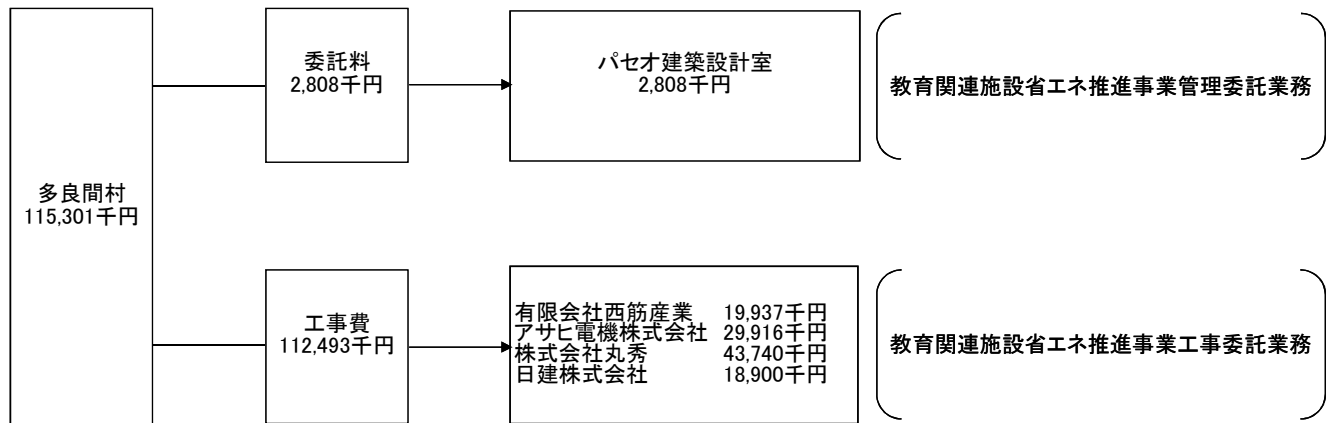 委託料
2,808千円
パセオ建築設計室
2,808千円
教育関連施設省エネ推進事業管理委託業務
多良間村
115,301千円
工事費
112,493千円
有限会社西筋産業 19,937千円
アサヒ電機株式会社 29,916千円
株式会社丸秀 43,740千円
日建株式会社 18,900千円
教育関連施設省エネ推進事業工事委託業務